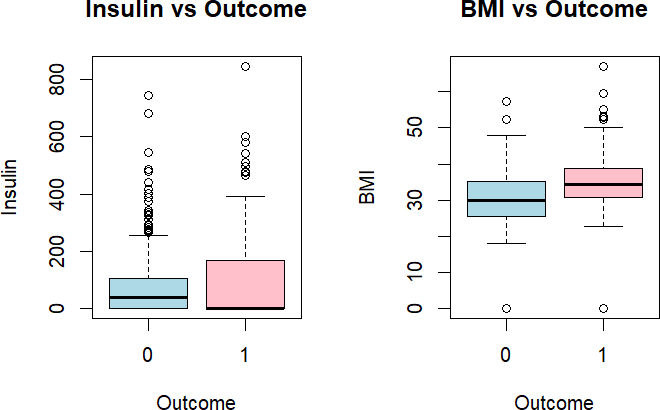 Insulin vs Outcome
800
600
400
200
0
Insulin
0 1
Outcome
BMI vs Outcome
50
30
10
0
BMI
0 1
Outcome